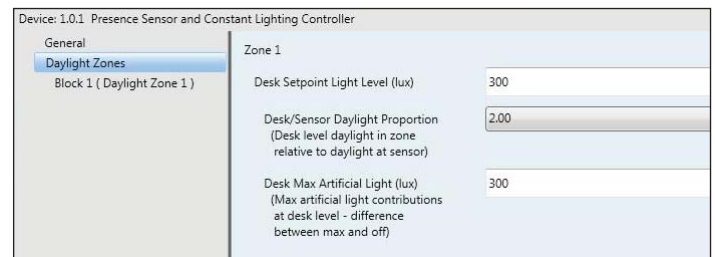 Device: 1.0.1 Presence Sensor and Constant Lighting Controller
General
Daylight Zones
Block 1 ( Daylight Zone 1 )
Zone 1
Desk Setpoint Light Level (lux)
300
Desk/Sensor Daylight Proportion
2.00
(Desk level daylight in zone
relative to daylight at sensor)
Desk Max Artificial Light (lux)
300
(Max artificial light contributions
at desk level - difference
between max and off)